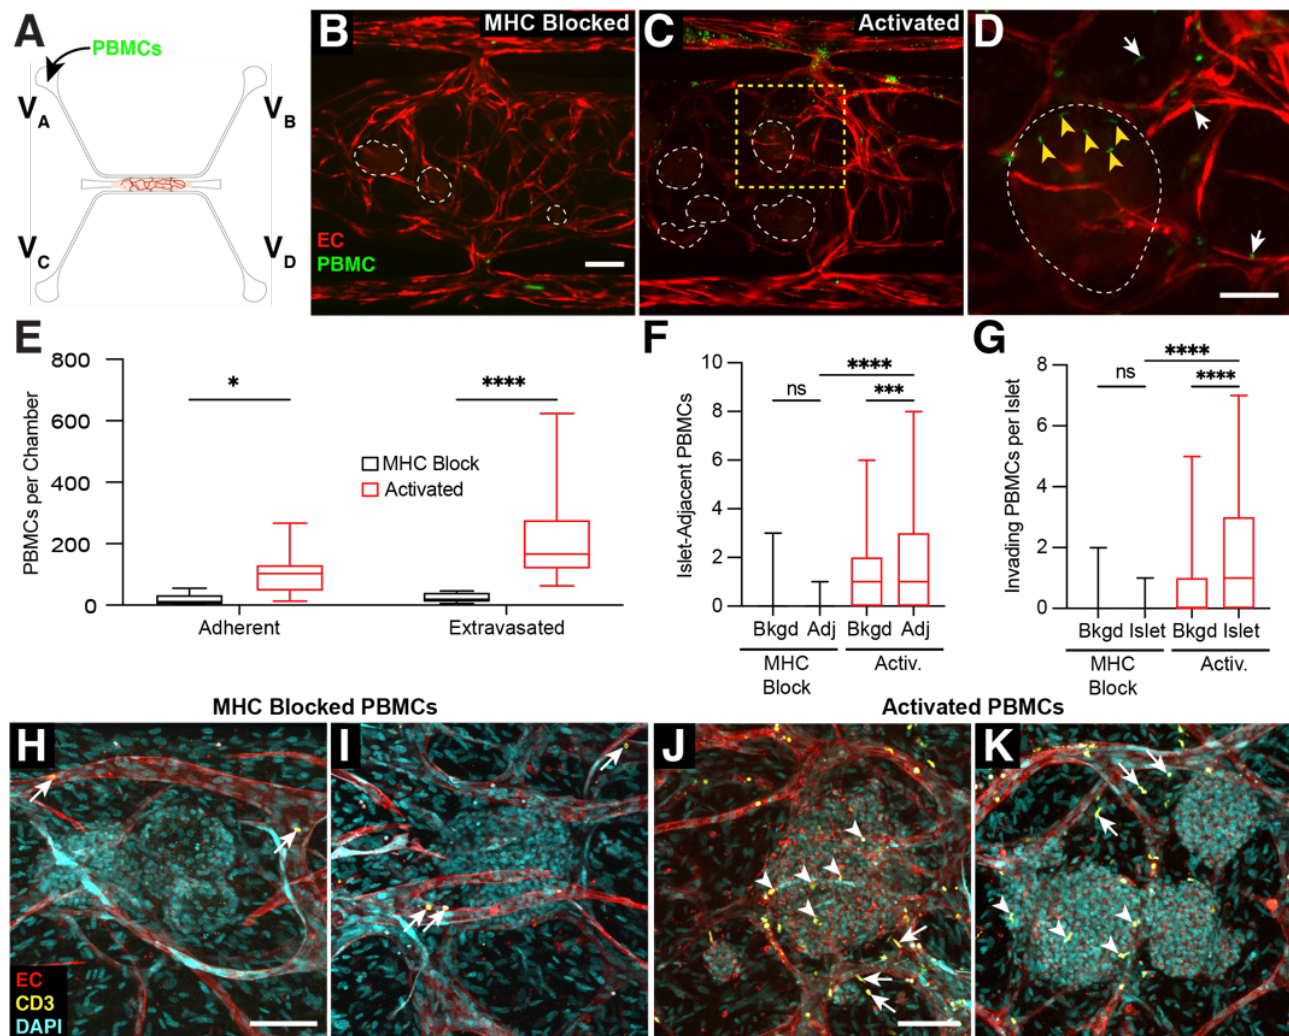 A
PBMCs
V_A
V_B
V_C
V_D
B
MHC Blocked
EC
PBMC
C
Activated
D
E
PBMCs per Chamber
800
600
400
200
0
*
****
MHC Block
Activated
Adherent
Extravasated
F
Islet-Adjacent PBMCs
10
8
6
4
2
0
ns
****
***
Bkgd Adj Bkgd Adj
MHC
Block
Activ.
G
Invading PBMCs per Islet
8
6
4
2
0
ns
****
****
Bkgd Islet Bkgd Islet
MHC
Block
Activ.
MHC Blocked PBMCs
Activated PBMCs
H
EC
CD3
DAPI
I
J
K